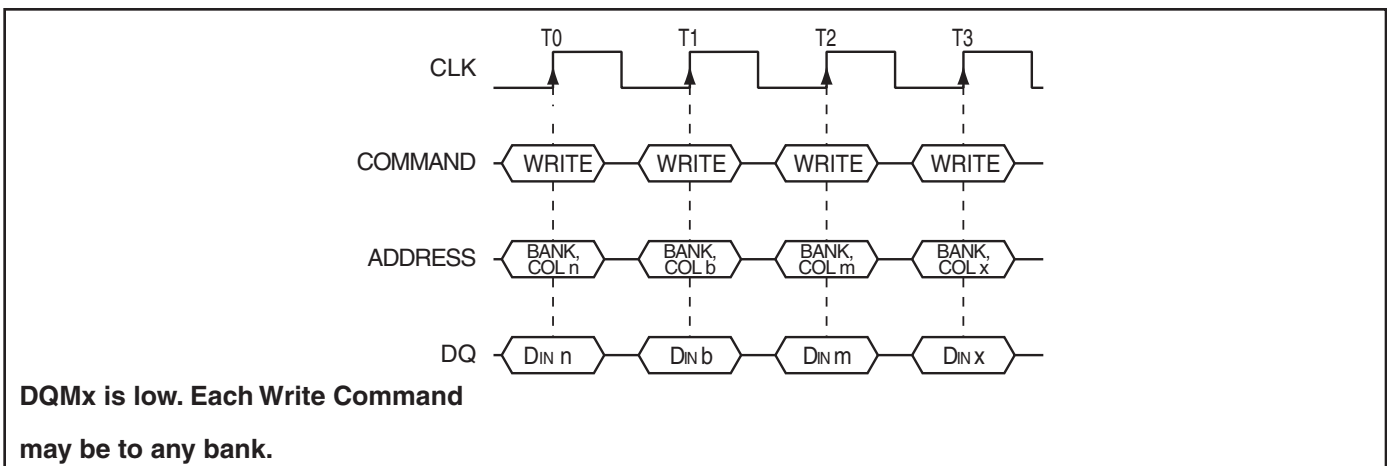 T0 T1 T2 T3
CLK
COMMAND WRITE WRITE WRITE WRITE
ADDRESS BANK, COL n BANK, COL b BANK, COL m BANK, COL x
DQ DIN n DIN b DIN m DIN x
DQMx is low. Each Write Command
may be to any bank.